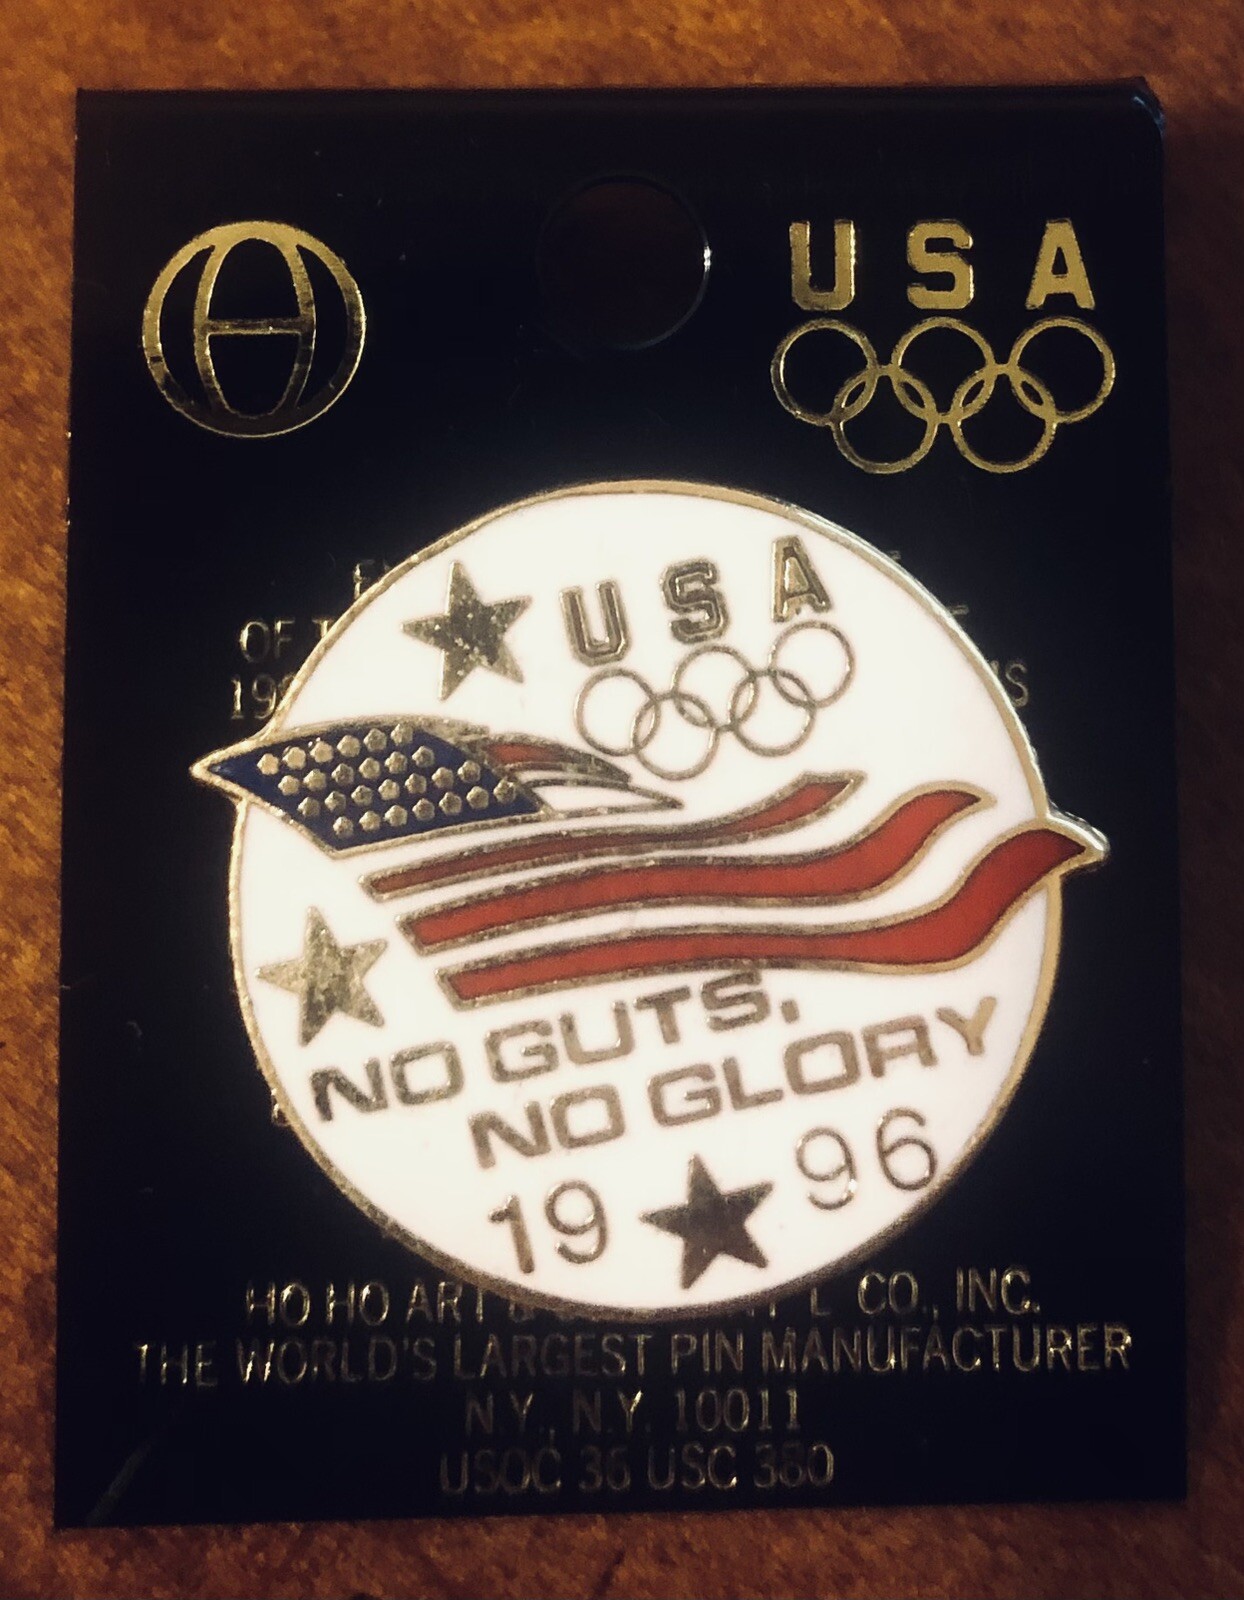 USA
OF
USA
NO GUTS,
NO GLORY
19 96
HO HO ART & CO., INC.
THE WORLD'S LARGEST PIN MANUFACTURER
N.Y., N.Y. 10011
USOC 36 USC 380